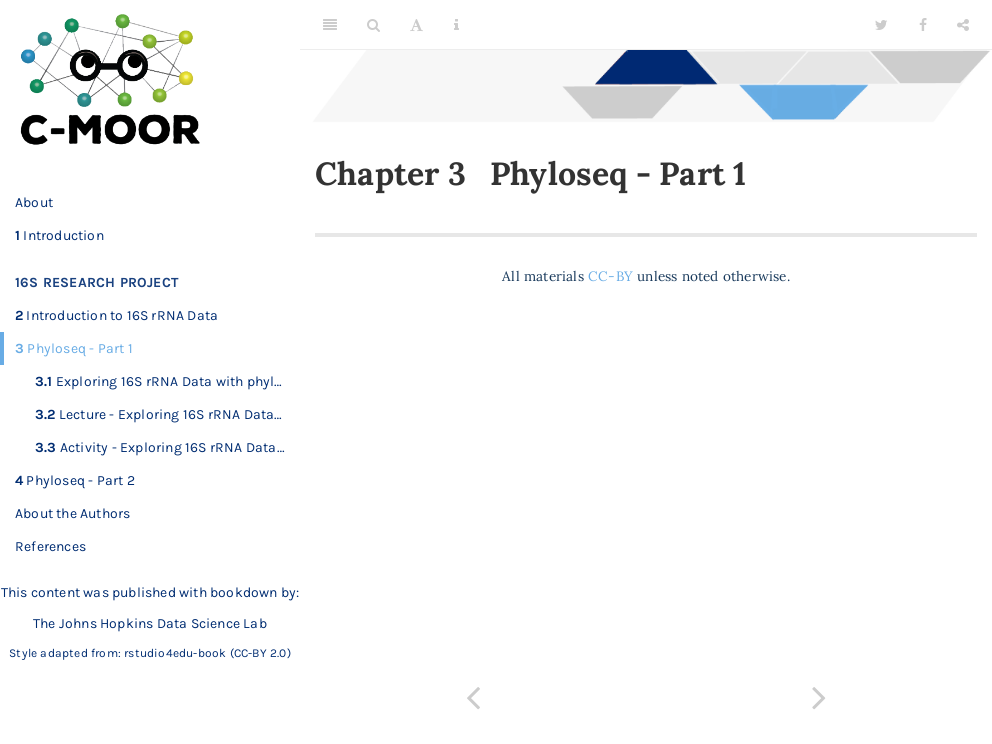 C-MOOR
About
1 Introduction
16S RESEARCH PROJECT
2 Introduction to 16S rRNA Data
3 Phyloseq - Part 1
3.1 Exploring 16S rRNA Data with phyl…
3.2 Lecture - Exploring 16S rRNA Data…
3.3 Activity - Exploring 16S rRNA Data…
4 Phyloseq - Part 2
About the Authors
References
This content was published with bookdown by:
The Johns Hopkins Data Science Lab
Style adapted from: rstudio4edu-book (CC-BY 2.0)
Chapter 3 Phyloseq - Part 1
All materials CC-BY unless noted otherwise.